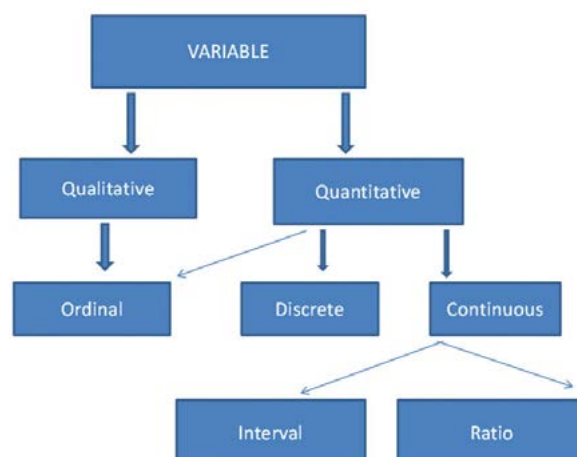 VARIABLE
Qualitative
Quantitative
Ordinal
Discrete
Continuous
Interval
Ratio